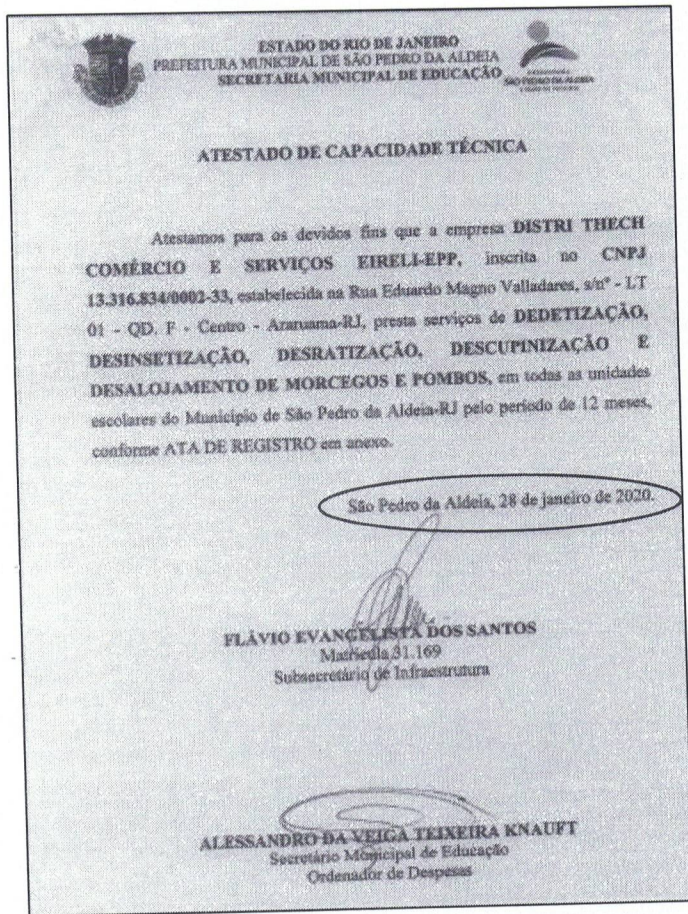 ESTADO DO RIO DE JANEIRO
PREFEITURA MUNICIPAL DE SÃO PEDRO DA ALDEIA
SECRETARIA MUNICIPAL DE EDUCAÇÃO
SÃO PEDRO DA ALDEIA
ATESTADO DE CAPACIDADE TÉCNICA
Atestamos para os devidos fins que a empresa DISTRI THECH
COMÉRCIO E SERVIÇOS EIRELI-EPP, inscrita no CNPJ
13.316.834/0002-33, estabelecida na Rua Eduardo Magno Valladares, s/nº - LT
01 - QD. F - Centro - Araruama-RJ, presta serviços de DEDETIZAÇÃO,
DESINSETIZAÇÃO, DESRATIZAÇÃO, DESCUPINIZAÇÃO E
DESALOJAMENTO DE MORCEGOS E POMBOS, em todas as unidades
escolares do Município de São Pedro da Aldeia-RJ pelo período de 12 meses,
conforme ATA DE REGISTRO em anexo.
São Pedro da Aldeia, 28 de janeiro de 2020.
FLÁVIO EVANGELISTA DOS SANTOS
Matrícula 31.169
Subsecretário de Infraestrutura
ALESSANDRO DA VEIGA TEIXEIRA KNAUFT
Secretário Municipal de Educação
Ordenador de Despesas